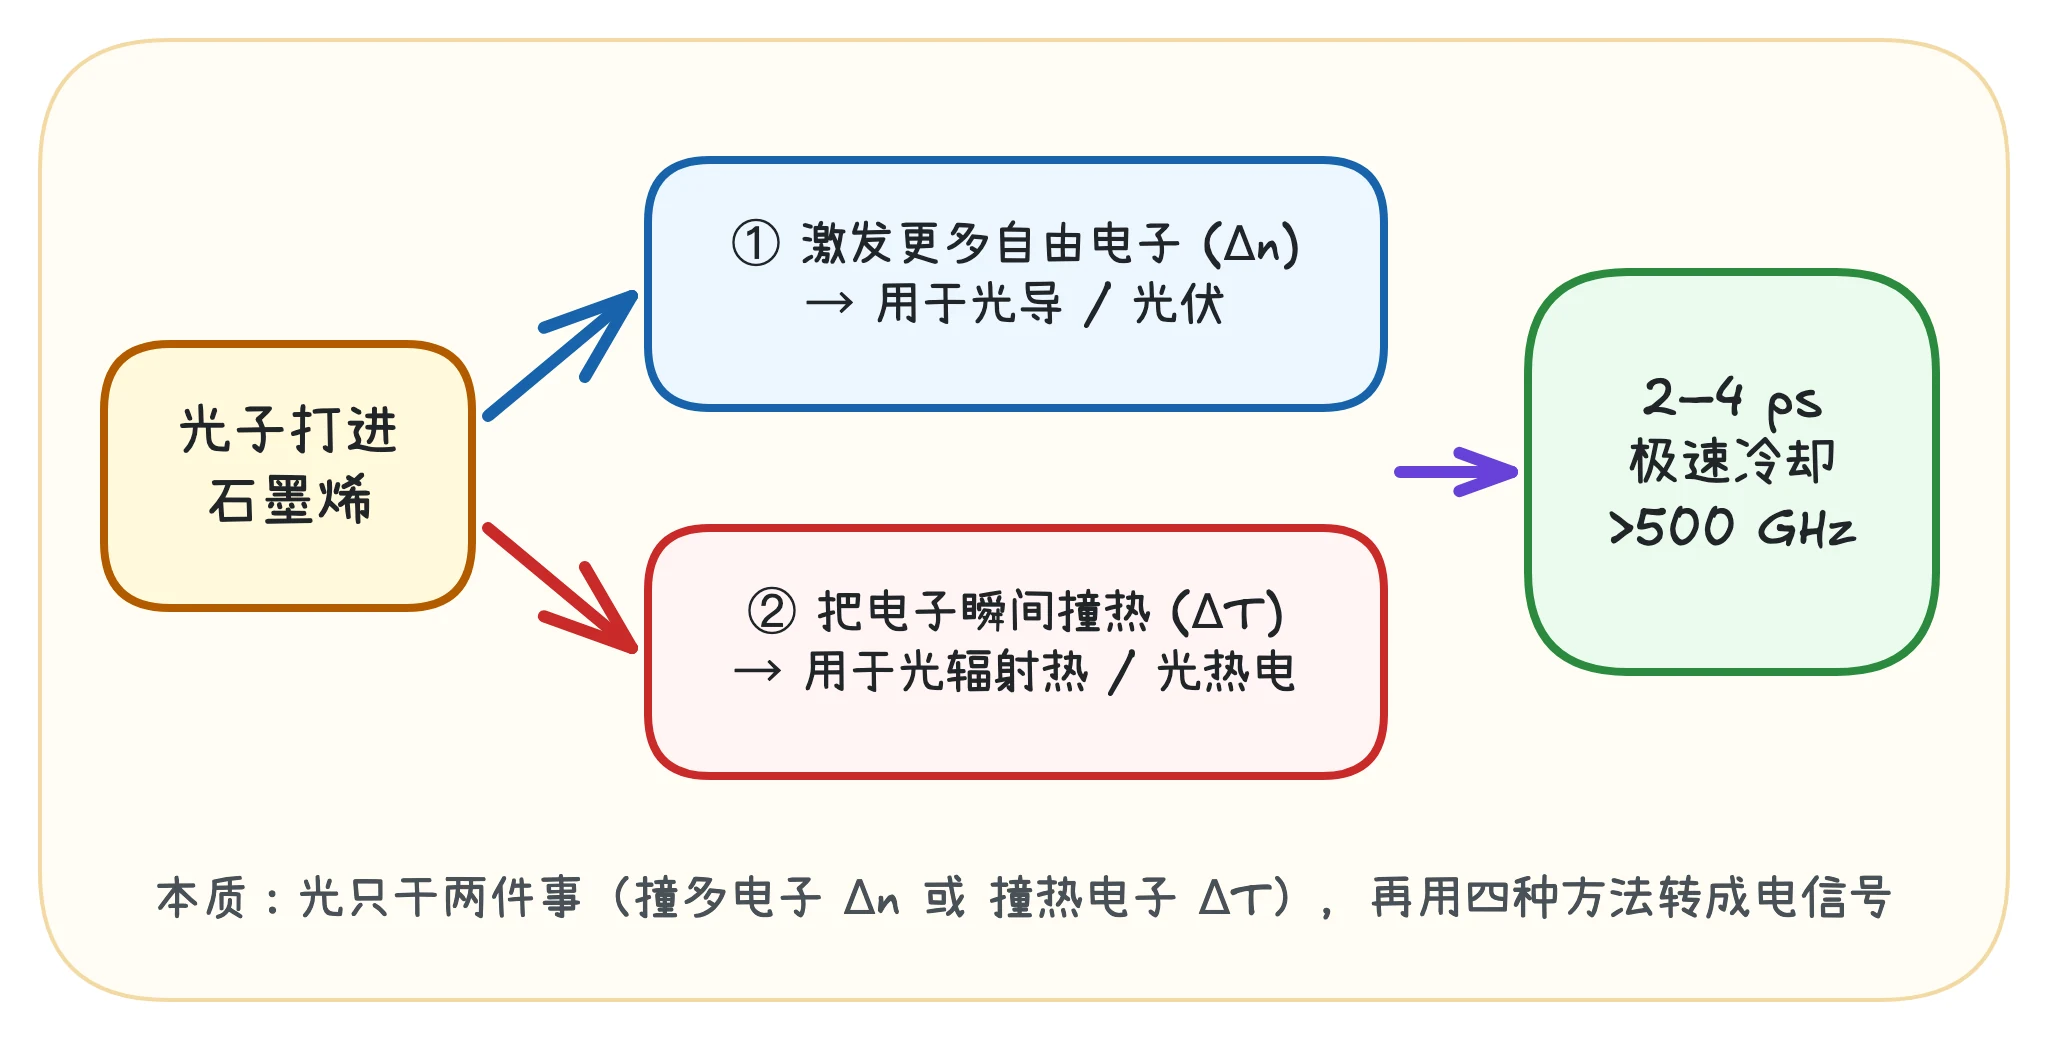 光子打进
石墨烯
① 激发更多自由电子 (Δn)
→ 用于光导 / 光伏
② 把电子瞬间撞热 (ΔT)
→ 用于光辐射热 / 光热电
2–4 ps
极速冷却
>500 GHz
本质：光只干两件事（撞多电子 Δn 或 撞热电子 ΔT），再用四种方法转成电信号